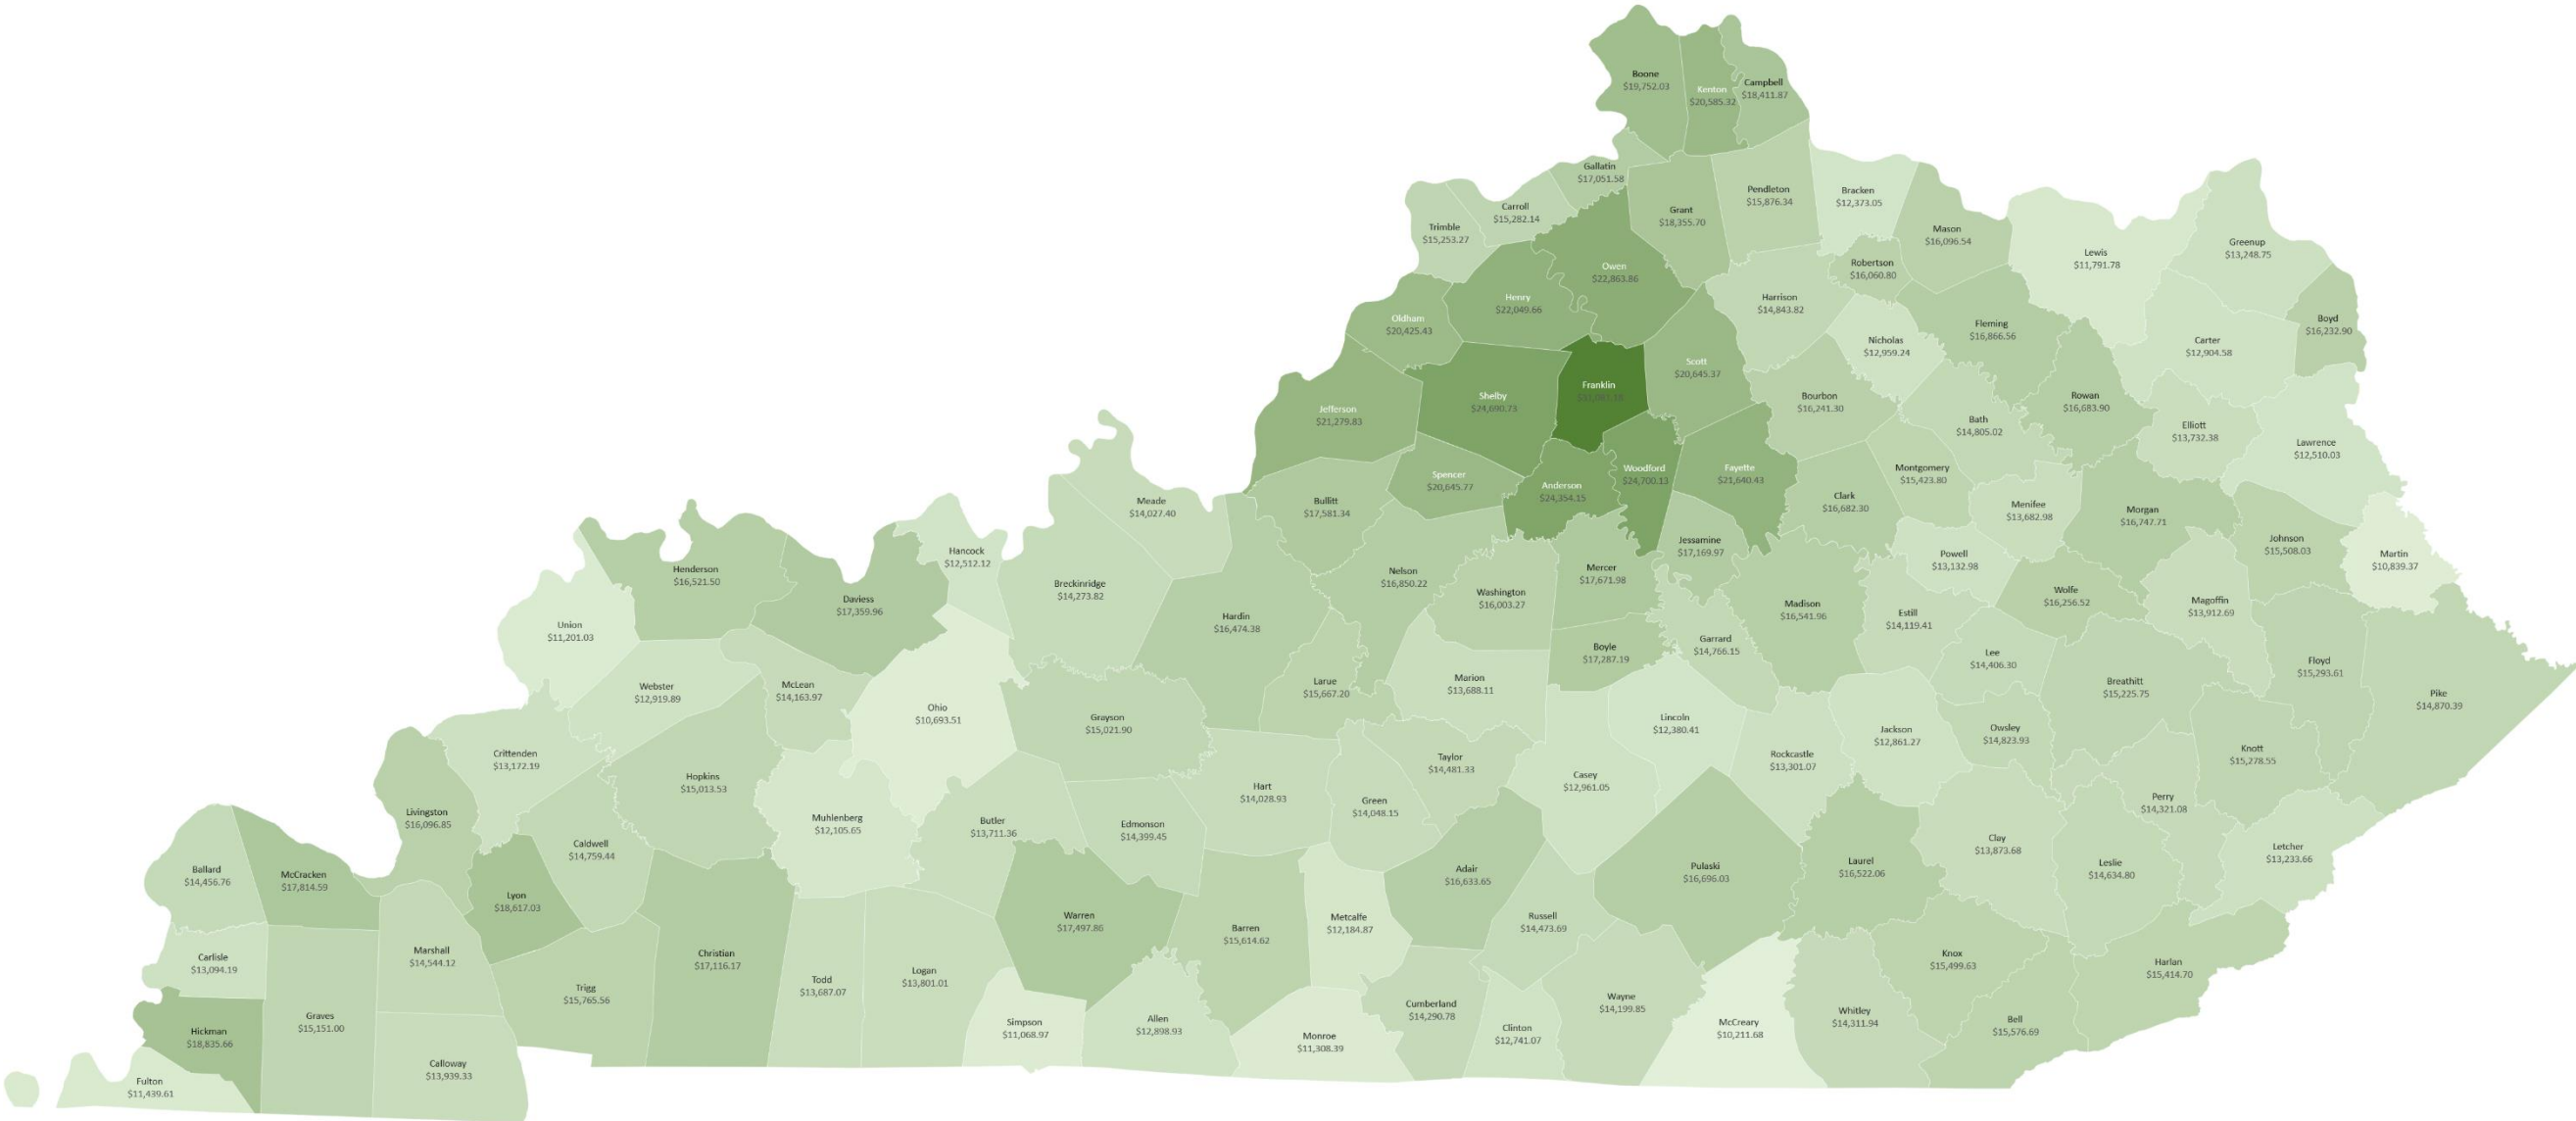 Boone
$19,752.03
Kenton
$20,585.32
Campbell
$18,411.87
Gallatin
$17,051.58
Carroll
$15,282.14
Trimble
$15,253.27
Grant
$18,355.70
Pendleton
$15,876.34
Bracken
$12,373.05
Mason
$16,096.54
Robertson
$16,060.80
Lewis
$11,791.78
Greenup
$13,248.75
Boyd
$16,232.90
Owen
$22,863.86
Henry
$22,049.66
Oldham
$20,425.43
Harrison
$14,843.82
Nicholas
$12,959.24
Fleming
$16,866.56
Carter
$12,904.58
Jefferson
$21,279.83
Shelby
$24,690.73
Franklin
Scott
$20,645.37
Bourbon
$16,241.30
Bath
$14,805.02
Rowan
$16,683.90
Elliott
$13,732.38
Lawrence
$12,510.03
Spencer
$20,645.77
Anderson
$24,354.15
Woodford
$24,700.13
Fayette
$21,640.43
Clark
$16,682.30
Montgomery
$15,423.80
Menifee
$13,682.98
Morgan
$16,747.71
Johnson
$15,508.03
Martin
$10,839.37
Meade
$14,027.40
Bullitt
$17,581.34
Hancock
$12,512.12
Henderson
$16,521.50
Daviess
$17,359.96
Union
$11,201.03
Breckinridge
$14,273.82
Hardin
$16,474.38
Nelson
$16,850.22
Washington
$16,003.27
Mercer
$17,671.98
Jessamine
$17,169.97
Madison
$16,541.96
Garrard
$14,766.15
Estill
$14,119.41
Powell
$13,132.98
Wolfe
$16,256.52
Magoffin
$13,912.69
Floyd
$15,293.61
Pike
$14,870.39
Webster
$12,919.89
McLean
$14,163.97
Ohio
$10,693.51
Grayson
$15,021.90
Larue
$15,667.20
Marion
$13,688.11
Boyle
$17,287.19
Lincoln
$12,380.41
Lee
$14,406.30
Breathitt
$15,225.75
Crittenden
$13,172.19
Hopkins
$15,013.53
Muhlenberg
$12,105.65
Butler
$13,711.36
Edmonson
$14,399.45
Hart
$14,028.93
Green
$14,048.15
Taylor
$14,481.33
Casey
$12,961.05
Rockcastle
$13,301.07
Jackson
$12,861.27
Owsley
$14,823.93
Perry
$14,321.08
Knott
$15,278.55
Letcher
$13,233.66
Livingston
$16,096.85
Ballard
$14,456.76
McCracken
$17,814.59
Lyon
$18,617.03
Caldwell
$14,759.44
Warren
$17,497.86
Barren
$15,614.62
Metcalfe
$12,184.87
Adair
$16,633.65
Russell
$14,473.69
Pulaski
$16,696.03
Laurel
$16,522.06
Clay
$13,873.68
Leslie
$14,634.80
Carlisle
$13,094.19
Marshall
$14,544.12
Trigg
$15,765.56
Christian
$17,116.17
Todd
$13,687.07
Logan
$13,801.01
Knox
$15,499.63
Harlan
$15,414.70
Hickman
$18,835.66
Graves
$15,151.00
Calloway
$13,939.33
Fulton
$11,439.61
Simpson
$11,068.97
Allen
$12,898.93
Monroe
$11,308.39
Cumberland
$14,290.78
Clinton
$12,741.07
Wayne
$14,199.85
McCreary
$10,211.68
Whitley
$14,311.94
Bell
$15,576.69